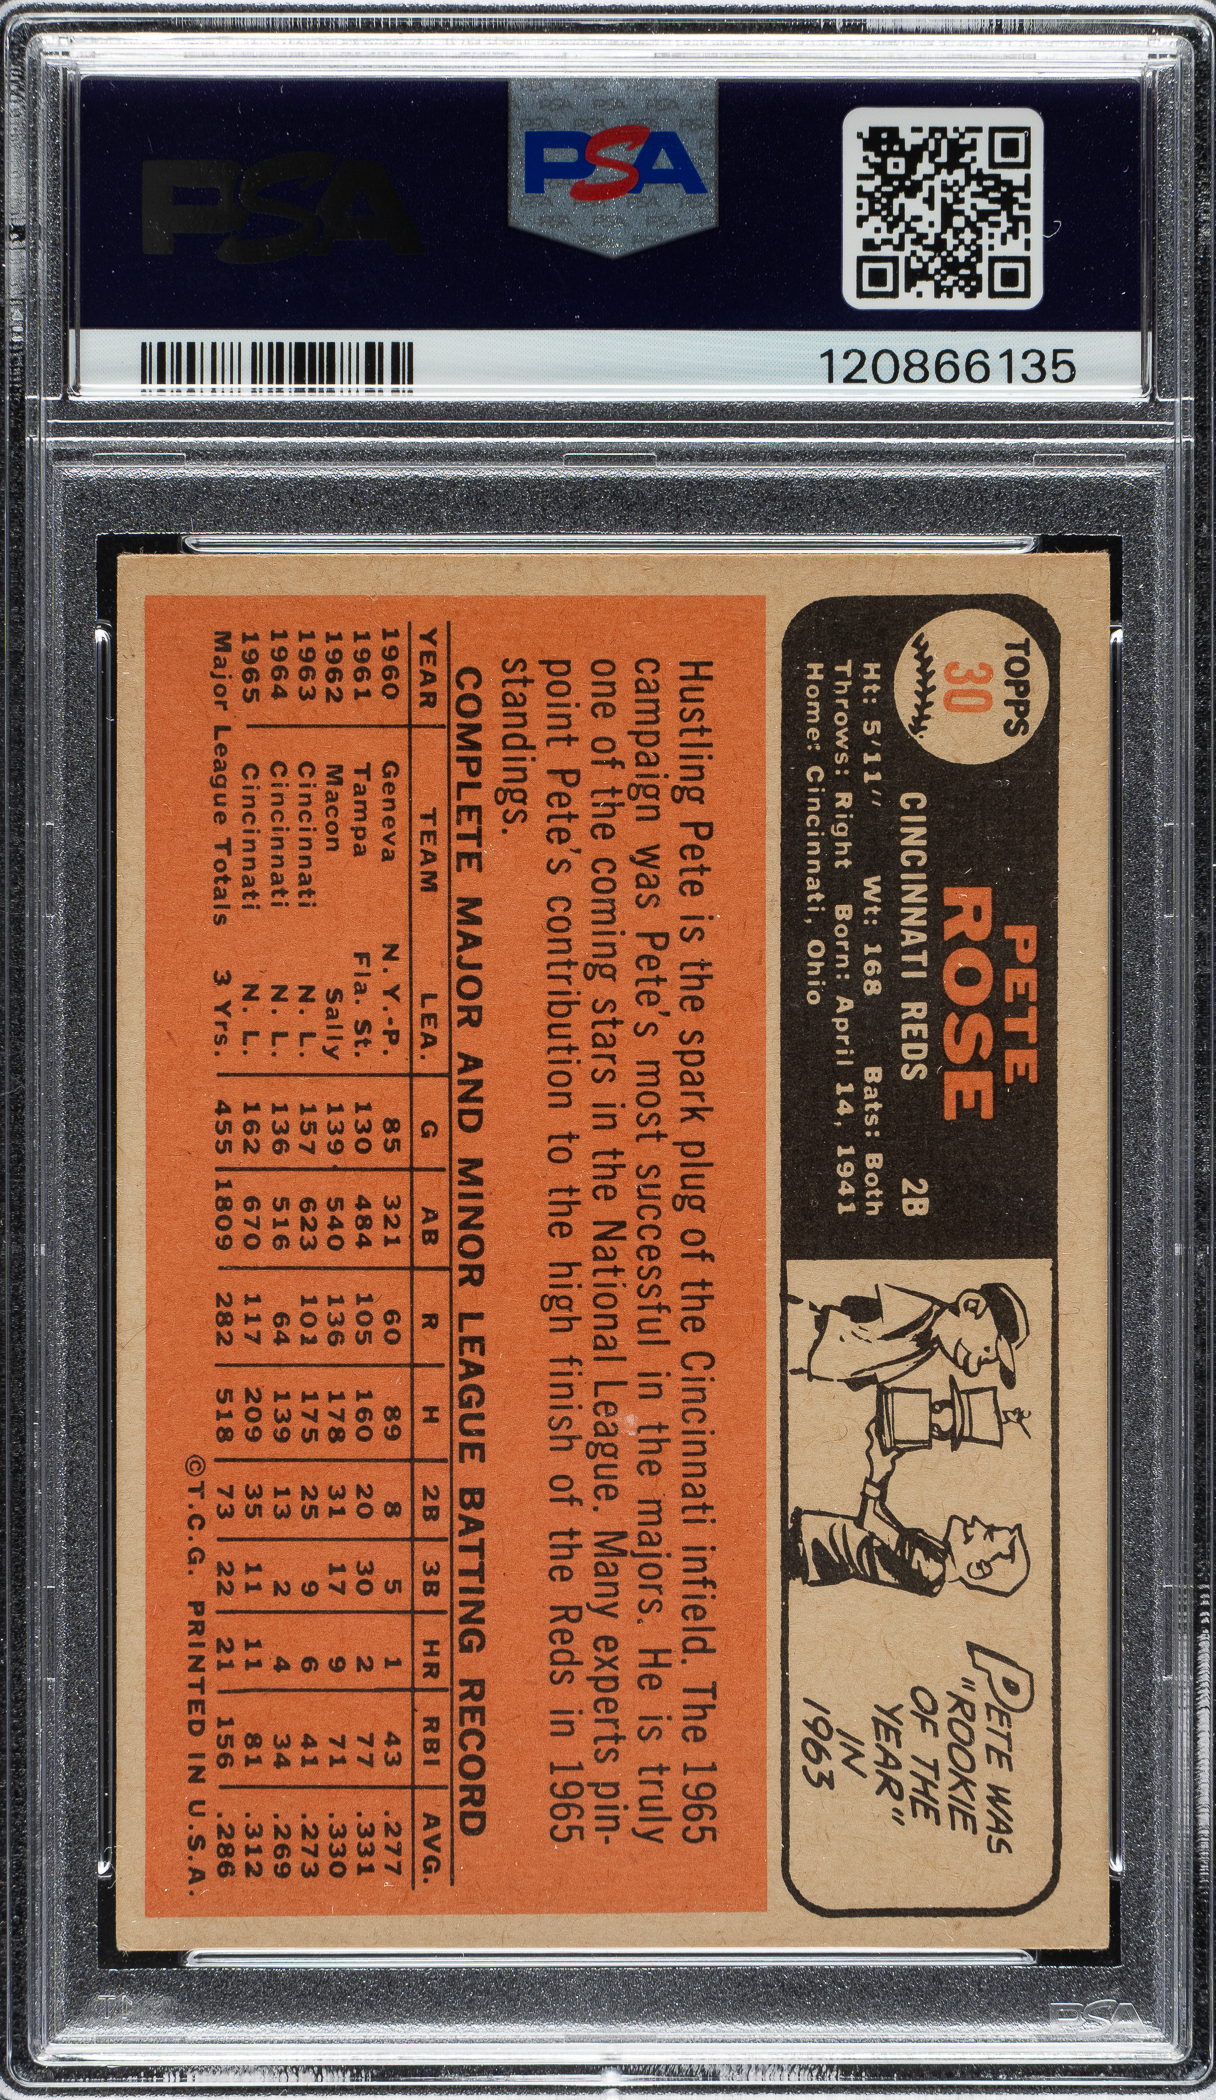 PSA
PSA
120866135
TOPPS
30
PETE
ROSE
CINCINNATI REDS 2B
Ht: 5'11" Wt: 168 Bats: Both
Throws: Right Born: April 14, 1941
Home: Cincinnati, Ohio
PETE WAS
"ROOKIE
OF THE
YEAR"
IN
1963
Hustling Pete is the spark plug of the Cincinnati infield. The 1965
campaign was Pete's most successful in the majors. He is truly
one of the coming stars in the National League. Many experts pin-
point Pete's contribution to the high finish of the Reds in 1965
standings.
COMPLETE MAJOR AND MINOR LEAGUE BATTING RECORD
YEAR TEAM LEA. G AB R H 2B 3B HR RBI AVG.
1960 Geneva N.Y.-P. 85 321 60 89 8 5 1 43 .277
1961 Tampa Fla. St. 130 484 105 160 20 30 2 77 .331
1962 Macon Sally 139 540 136 178 31 17 9 71 .330
1963 Cincinnati N. L. 157 623 101 175 25 9 6 41 .273
1964 Cincinnati N. L. 136 516 64 139 13 2 4 34 .269
1965 Cincinnati N. L. 162 670 117 209 35 11 11 81 .312
Major League Totals 3 Yrs. 455 1809 282 518 73 22 21 156 .286
©T.C.G. PRINTED IN U.S.A.
PSA